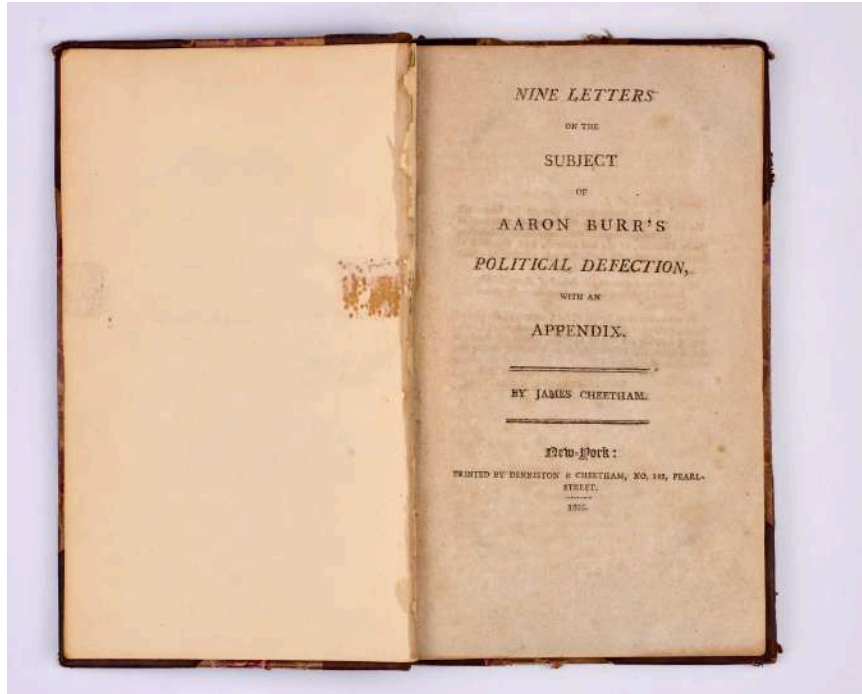 NINE LETTERS
ON THE
SUBJECT
OF
AARON BURR'S
POLITICAL DEFECTION,
WITH AN
APPENDIX.
BY JAMES CHEETHAM.
New-York:
PRINTED BY DENNISTON & CHEETHAM, NO. PEARL-
STREET.